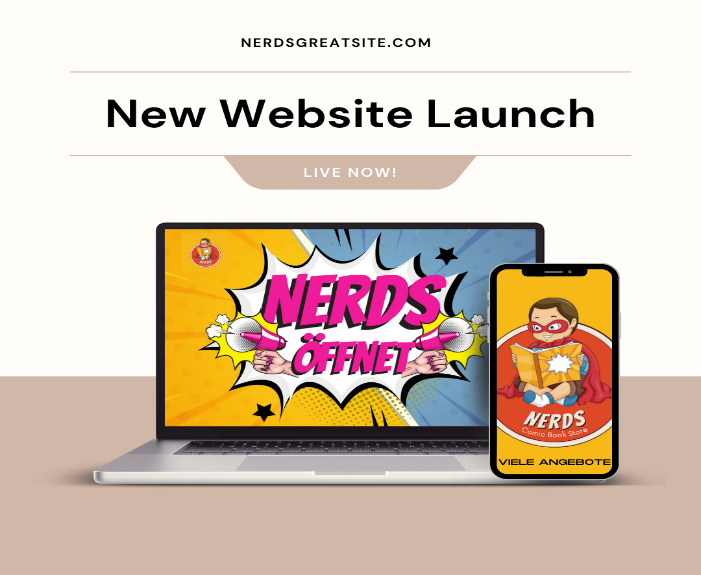 NERDSGREATSITE.COM
New Website Launch
LIVE NOW!
NERDS
ÖFFNET
NERDS
Comic Book Store
VIELE ANGEBOTE